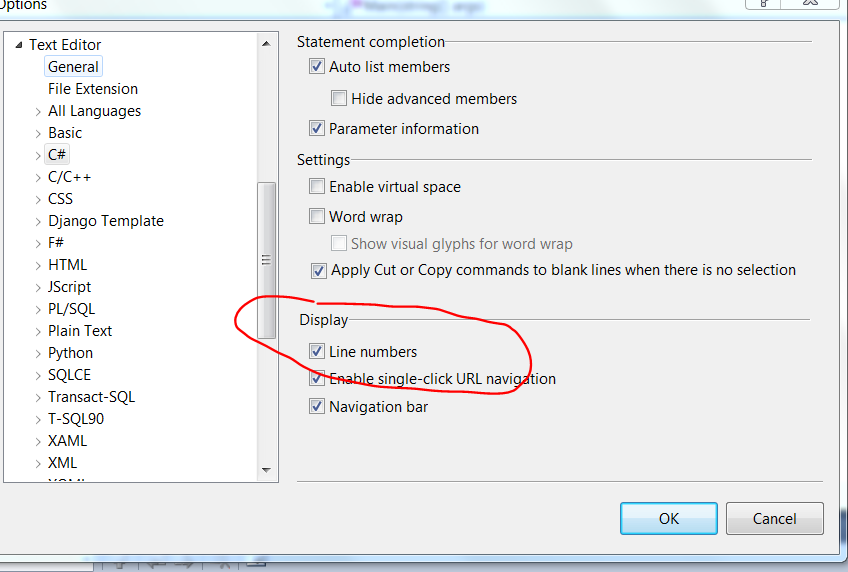 Options
Text Editor
General
File Extension
All Languages
Basic
C#
C/C++
CSS
Django Template
F#
HTML
JScript
PL/SQL
Plain Text
Python
SQLCE
Transact-SQL
T-SQL90
XAML
XML
Statement completion
Auto list members
Hide advanced members
Parameter information
Settings
Enable virtual space
Word wrap
Show visual glyphs for word wrap
Apply Cut or Copy commands to blank lines when there is no selection
Display
Line numbers
Enable single-click URL navigation
Navigation bar
OK
Cancel